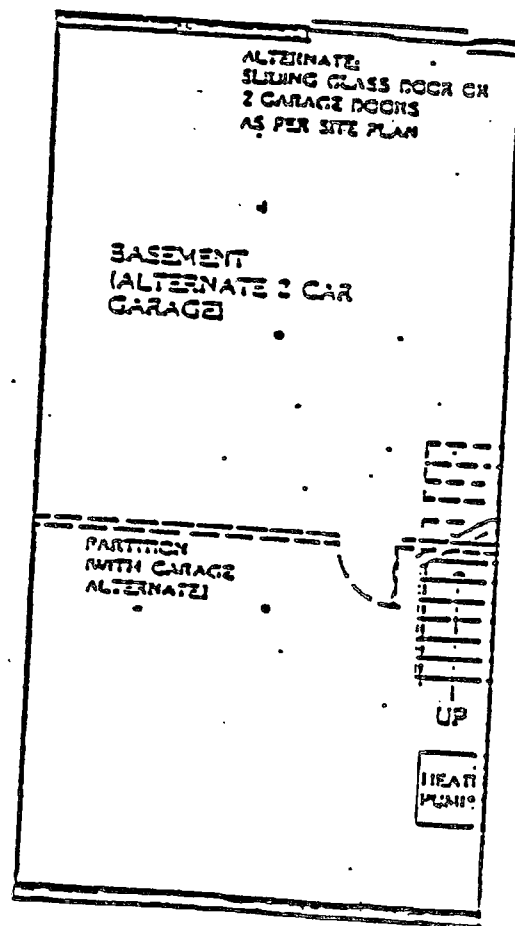 ALTERNATE:
SLIDING GLASS DOOR OR
2 GARAGE DOORS
AS PER SITE PLAN
BASEMENT
(ALTERNATE 2 CAR
GARAGE)
PARTITION
(WITH GARAGE
ALTERNATE)
UP
HEAT
PUMP